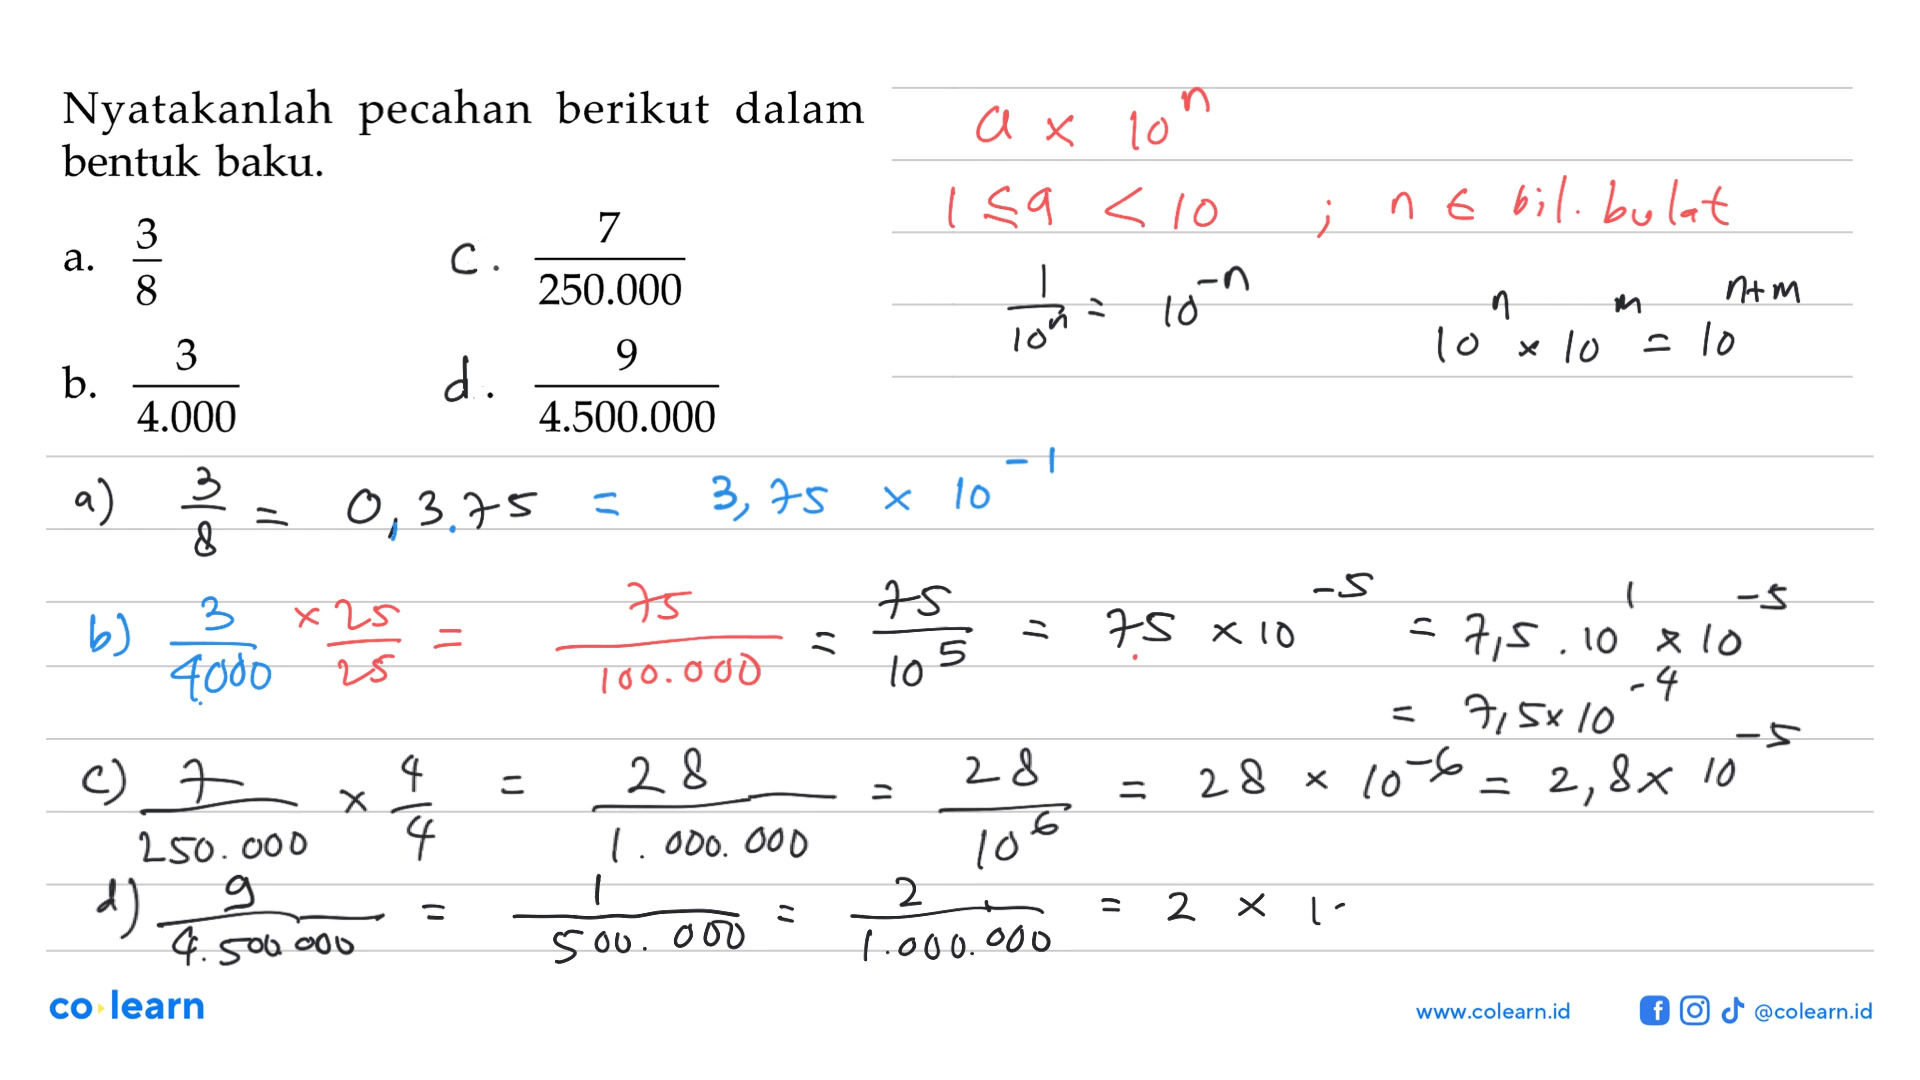 Nyatakanlah pecahan berikut dalam
bentuk baku.
a. 3/8
c. 7/250.000
b. 3/4.000
d. 9/4.500.000
a × 10^n
1 ≤ a < 10 ; n ∈ bil. bulat
1/10^n = 10^-n
10^n × 10^m = 10^n+m
a) 3/8 = 0,3.75 = 3,75 × 10^-1
b) 3/4000 × 25/25 = 75/100.000 = 75/10^5 = 75 × 10^-5 = 7,5 . 10^1 × 10^-5
= 7,5 × 10^-4
c) 7/250.000 × 4/4 = 28/1.000.000 = 28/10^6 = 28 × 10^-6 = 2,8 × 10^-5
d) 9/4.500.000 = 1/500.000 = 2/1.000.000 = 2 × 1
co learn
www.colearn.id
@colearn.id